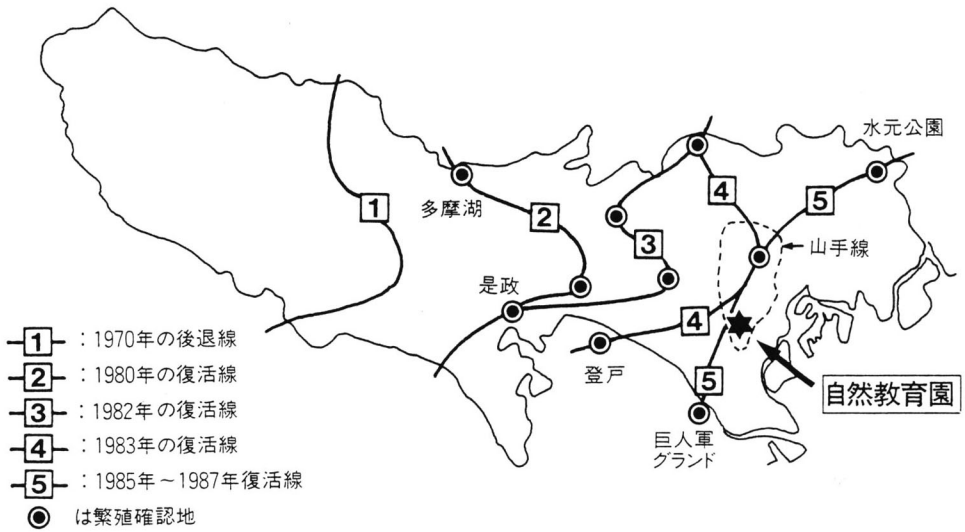 水元公園
4
5
1
多摩湖
2
3
山手線
是政
4
登戸
5
自然教育園
巨人軍
グランド
1 : 1970年の後退線
2 : 1980年の復活線
3 : 1982年の復活線
4 : 1983年の復活線
5 : 1985年~1987年復活線
は繁殖確認地